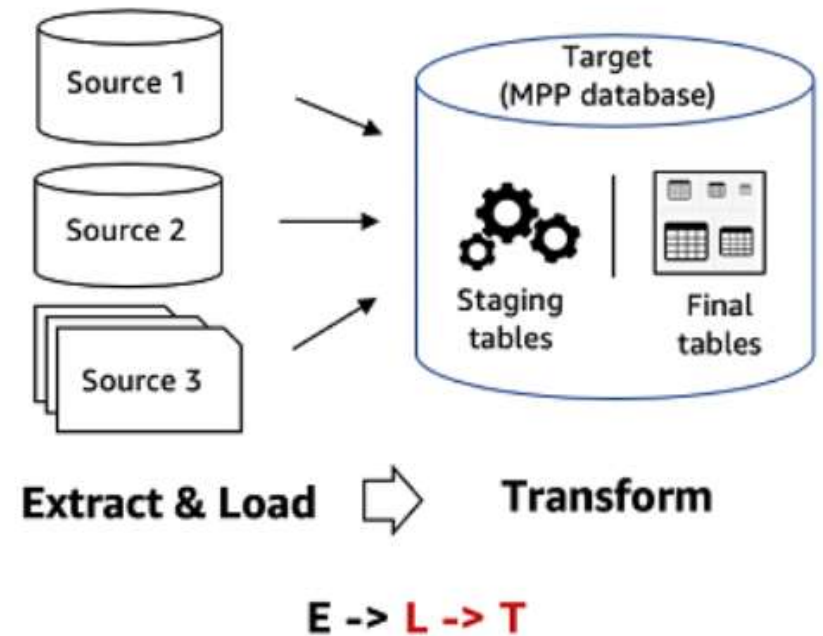 Source 1
Source 2
Source 3
Target
(MPP database)
Staging
tables
Final
tables
Extract & Load
Transform
E -> L -> T